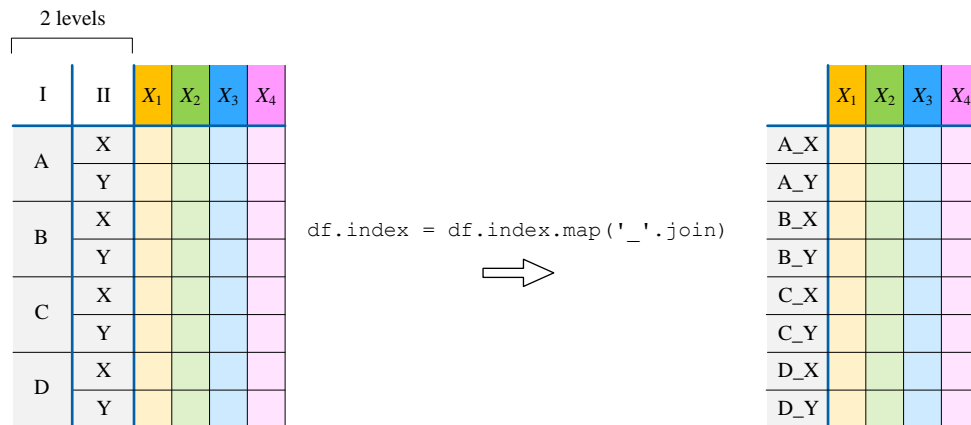 2 levels
I II X1 X2 X3 X4
A X
Y
B X
Y
C X
Y
D X
Y
df.index = df.index.map('_'.join)
X1 X2 X3 X4
A_X
A_Y
B_X
B_Y
C_X
C_Y
D_X
D_Y